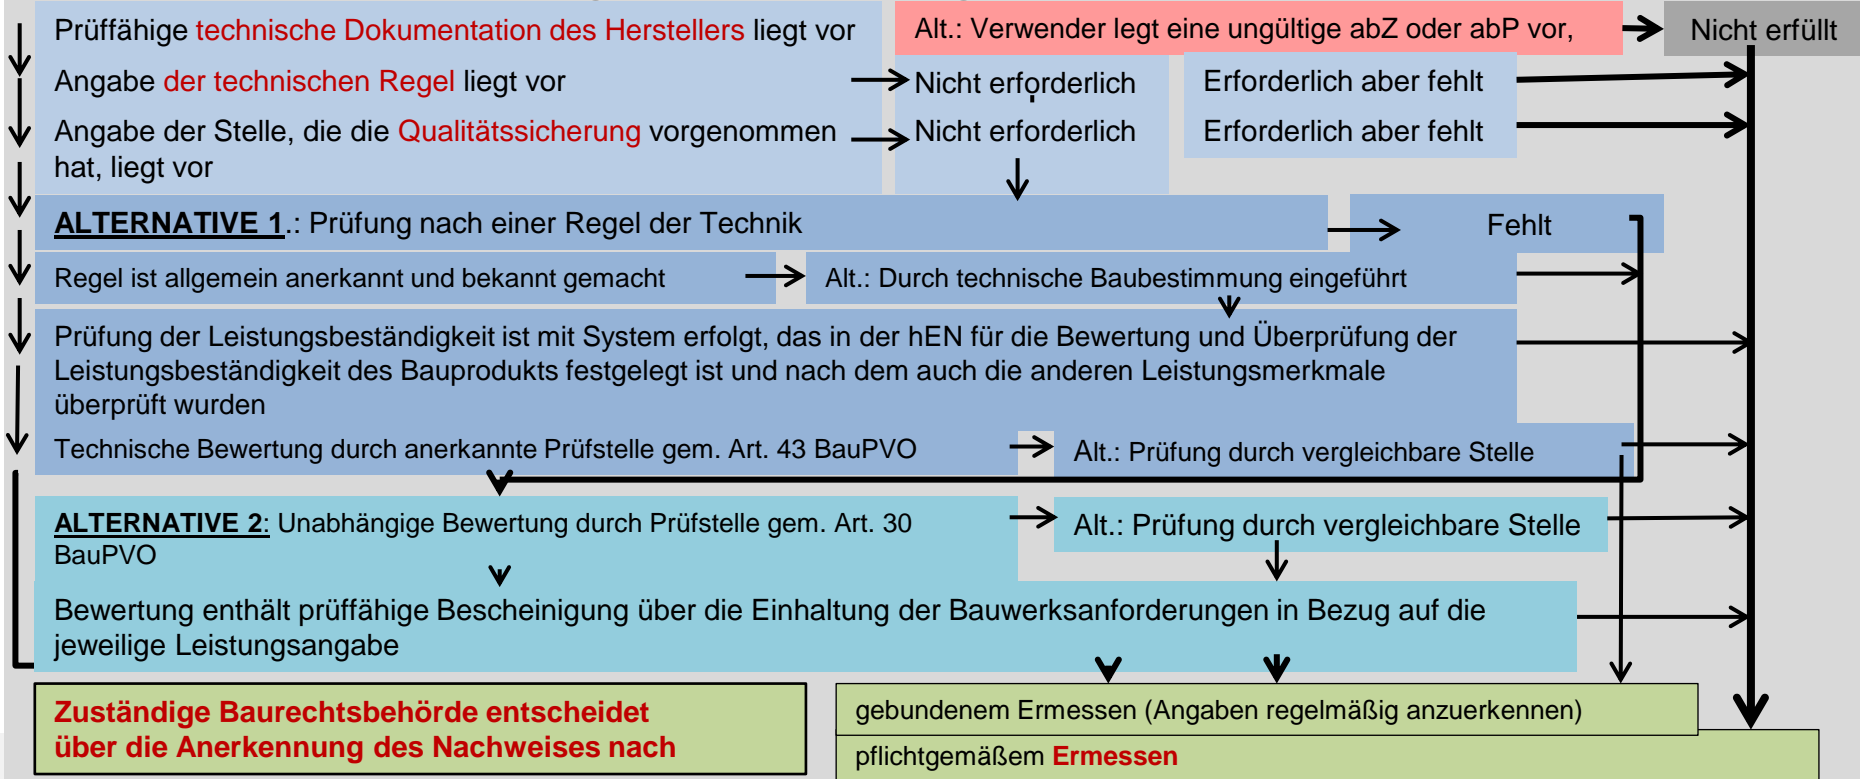 Prüffähige technische Dokumentation des Herstellers liegt vor
Alt.: Verwender legt eine ungültige abZ oder abP vor,
Nicht erfüllt
Angabe der technischen Regel liegt vor
Nicht erforderlich
Erforderlich aber fehlt
Angabe der Stelle, die die Qualitätssicherung vorgenommen
hat, liegt vor
Nicht erforderlich
Erforderlich aber fehlt
ALTERNATIVE 1.: Prüfung nach einer Regel der Technik
Fehlt
Regel ist allgemein anerkannt und bekannt gemacht
Alt.: Durch technische Baubestimmung eingeführt
Prüfung der Leistungsbeständigkeit ist mit System erfolgt, das in der hEN für die Bewertung und Überprüfung der
Leistungsbeständigkeit des Bauprodukts festgelegt ist und nach dem auch die anderen Leistungsmerkmale
überprüft wurden
Technische Bewertung durch anerkannte Prüfstelle gem. Art. 43 BauPVO
Alt.: Prüfung durch vergleichbare Stelle
ALTERNATIVE 2: Unabhängige Bewertung durch Prüfstelle gem. Art. 30
BauPVO
Alt.: Prüfung durch vergleichbare Stelle
Bewertung enthält prüffähige Bescheinigung über die Einhaltung der Bauwerksanforderungen in Bezug auf die
jeweilige Leistungsangabe
Zuständige Baurechtsbehörde entscheidet
über die Anerkennung des Nachweises nach
gebundenem Ermessen (Angaben regelmäßig anzuerkennen)
pflichtgemäßem Ermessen